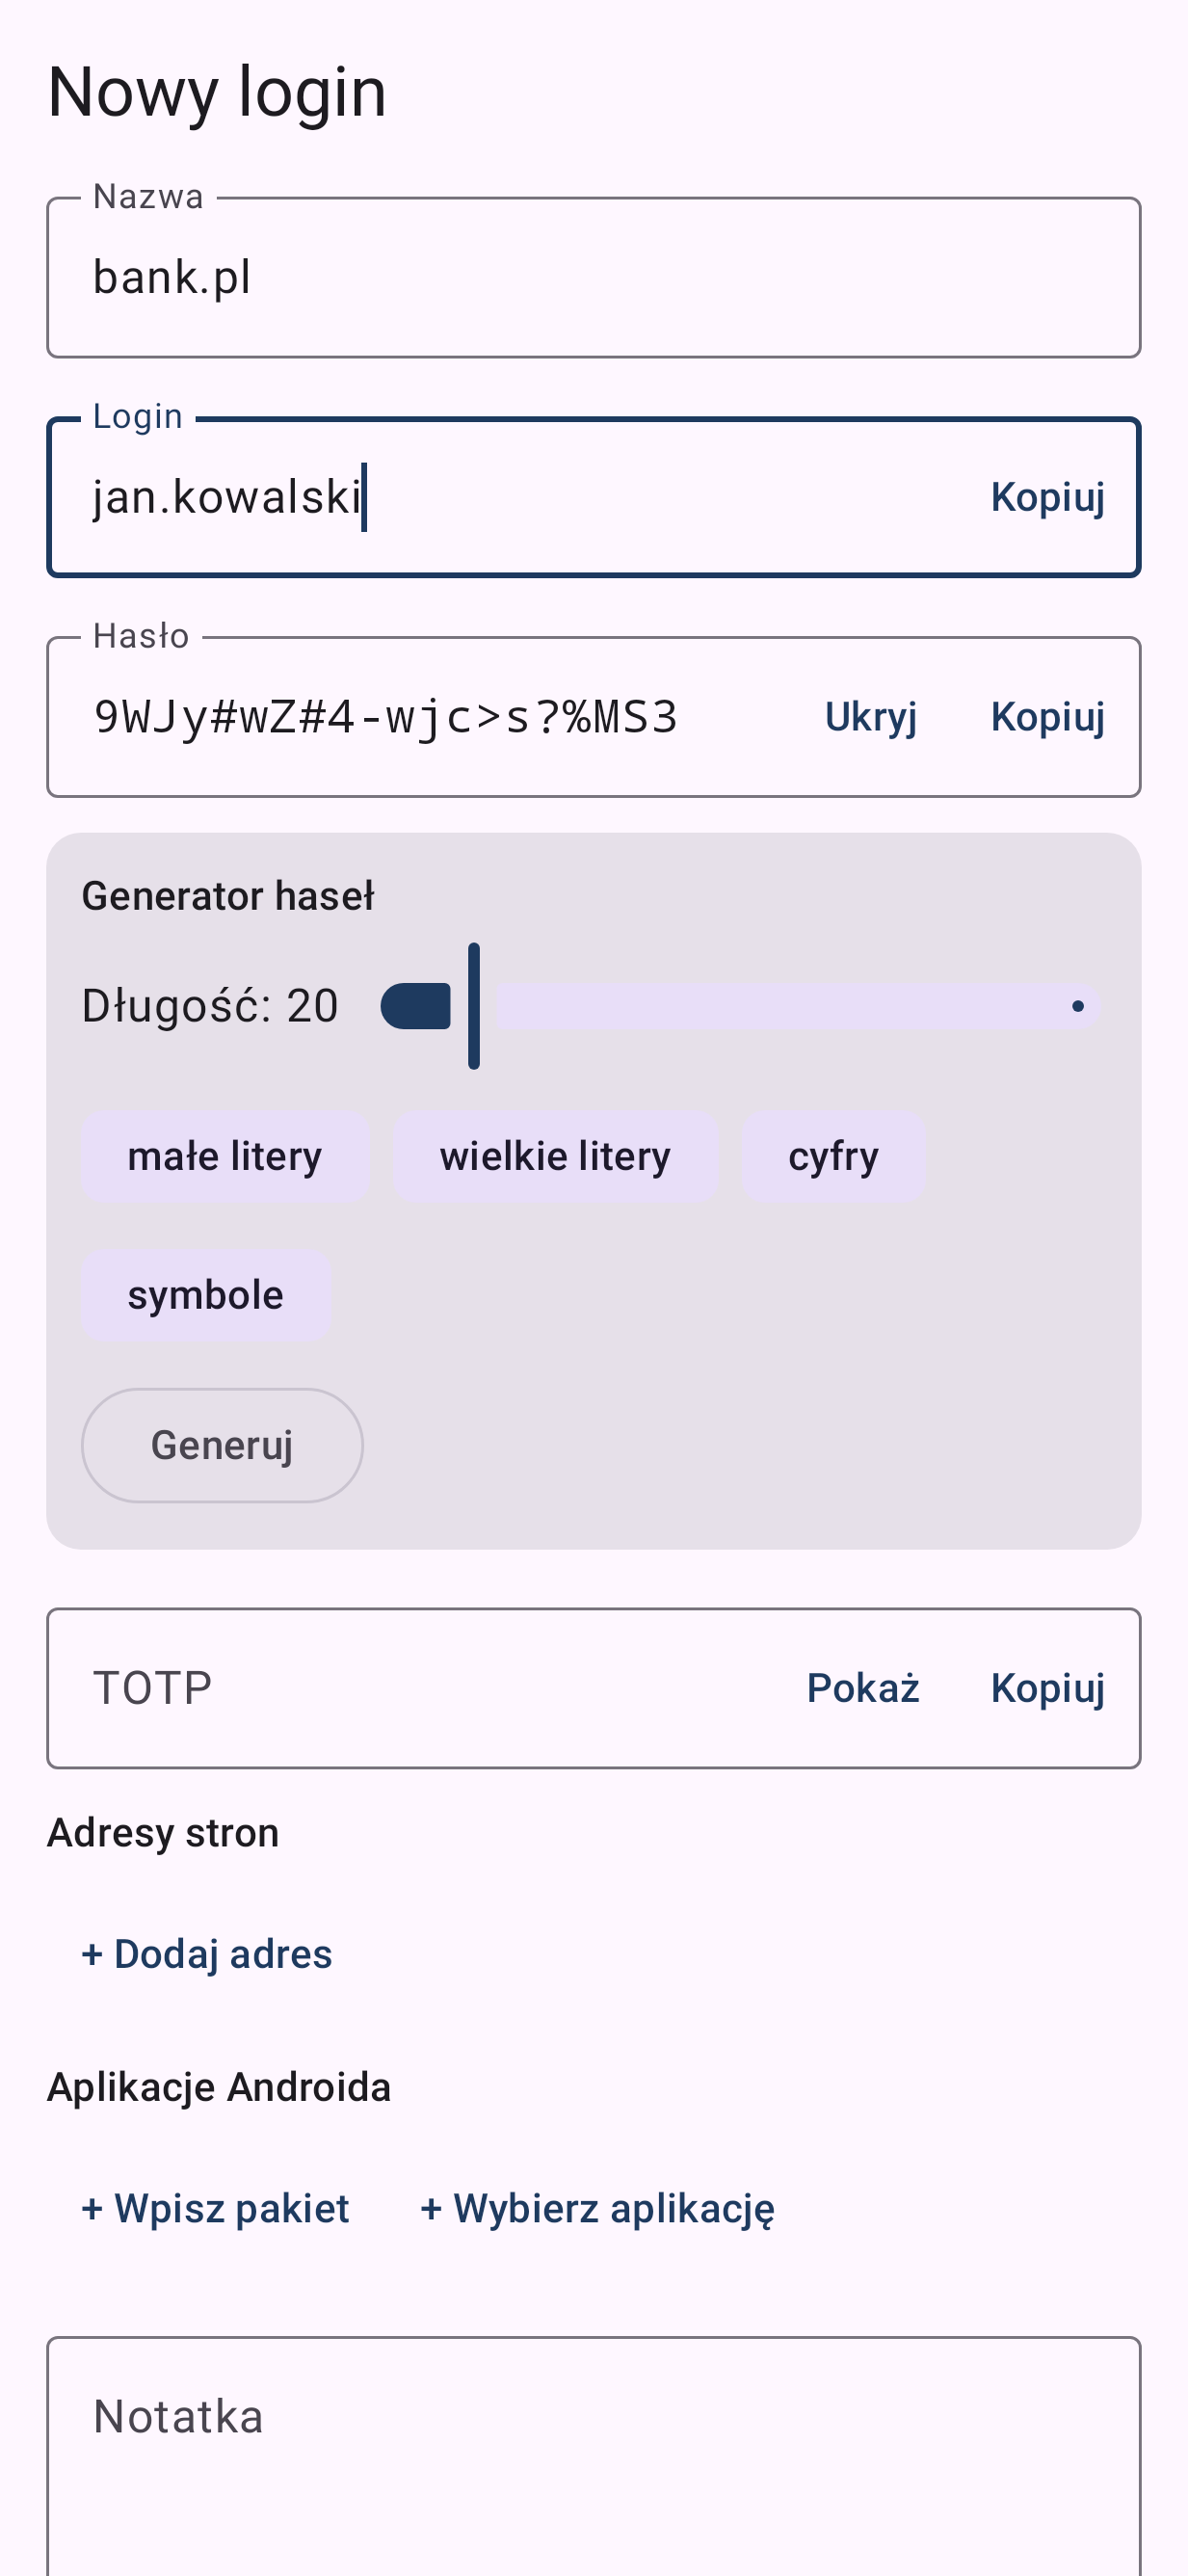 Nowy login
Nazwa
bank.pl
Login
jan.kowalski
Kopiuj
Hasło
9WJy#wZ#4-wjc>s?%MS3
Ukryj
Kopiuj
Generator haseł
Długość: 20
małe litery
wielkie litery
cyfry
symbole
Generuj
TOTP
Pokaż
Kopiuj
Adresy stron
+ Dodaj adres
Aplikacje Androida
+ Wpisz pakiet
+ Wybierz aplikację
Notatka